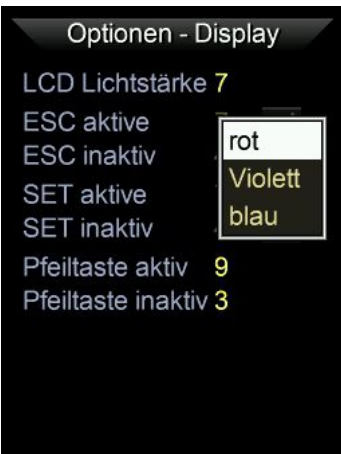 Optionen - Display
LCD Lichtstärke 7
ESC aktive
ESC inaktiv
SET aktive
SET inaktiv
rot
Violett
blau
Pfeiltaste aktiv 9
Pfeiltaste inaktiv 3